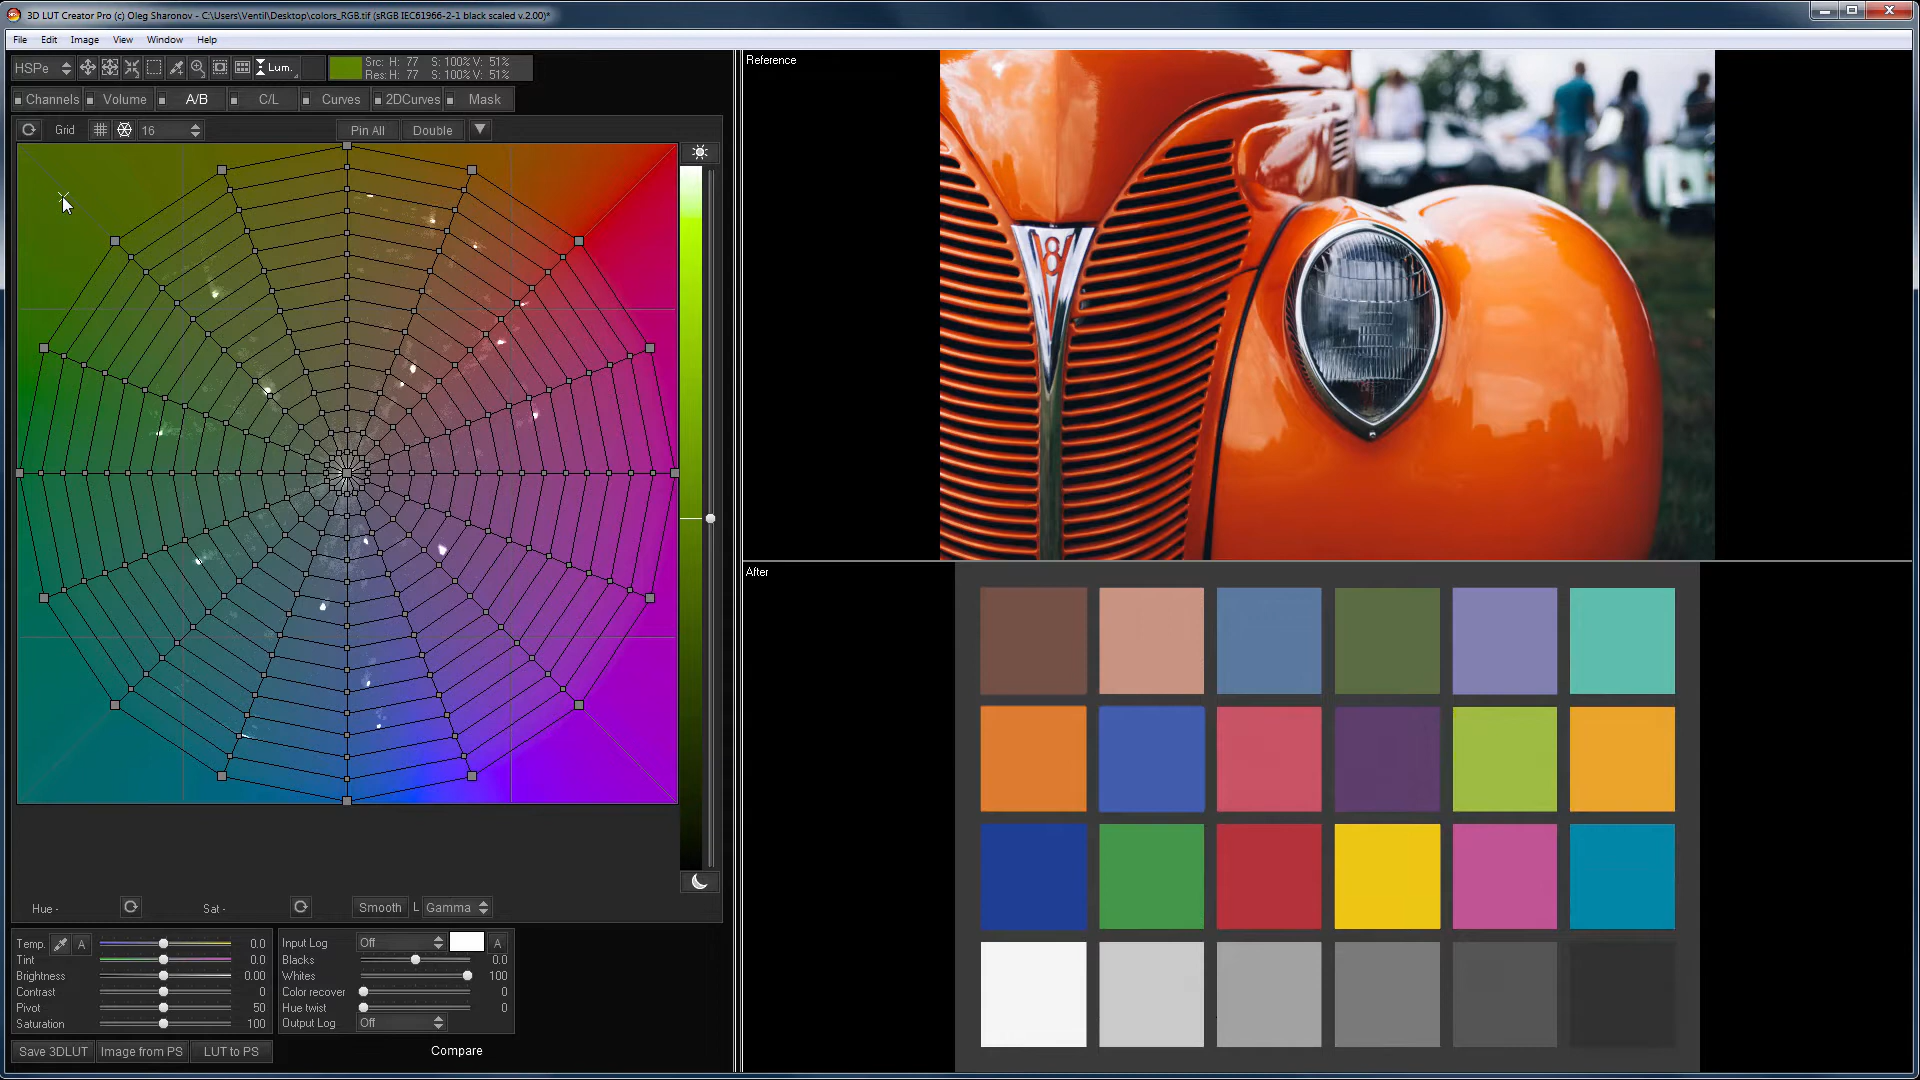 3D LUT Creator Pro (c) Oleg Sharonov - C:\Users\Ventil\Desktop\colors_RGB.tif (sRGB IEC61966-2-1 black scaled v.2.00)*
File Edit Image View Window Help
HSPe Lum. Src: H: 77 S: 100% V: 51%
Res: H: 77 S: 100% V: 51%
Channels Volume A/B C/L Curves 2DCurves Mask
Grid 16 Pin All Double
Reference
V8
After
Hue - Sat - Smooth L Gamma
Temp. A 0.0
Tint 0.0
Brightness 0.00
Contrast 0
Pivot 50
Saturation 100
Input Log Off A
Blacks 0.0
Whites 100
Color recover 0
Hue twist 0
Output Log Off
Save 3DLUT Image from PS LUT to PS Compare